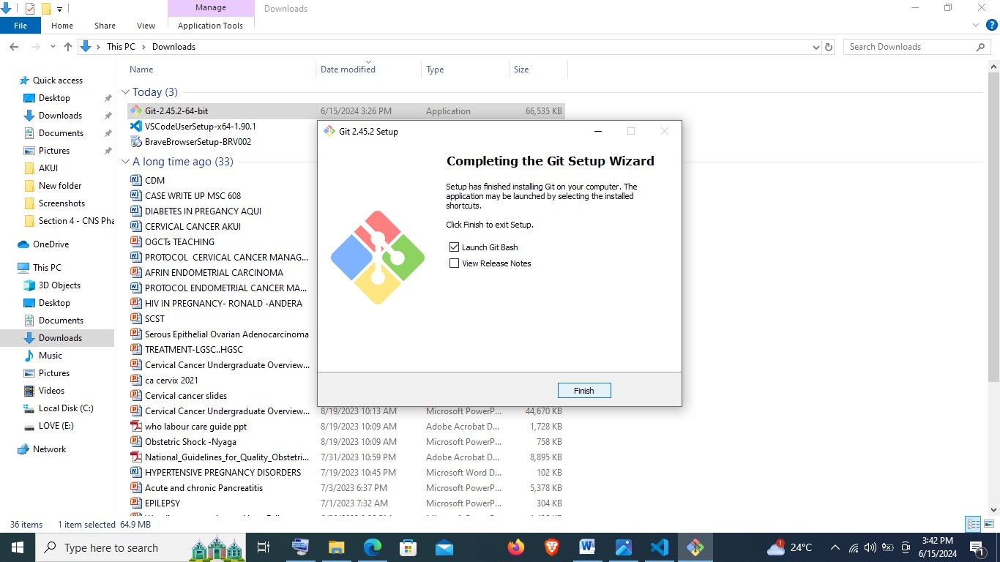 Manage
Downloads
File
Home
Share
View
Application Tools
This PC
Downloads
Search Downloads
Name
Date modified
Type
Size
Quick access
Desktop
Downloads
Documents
Pictures
AKUI
New folder
Screenshots
Section 4 - CNS Pha
OneDrive
This PC
3D Objects
Desktop
Documents
Downloads
Music
Pictures
Videos
Local Disk (C:)
LOVE (E:)
Network
Today (3)
Git-2.45.2-64-bit 6/15/2024 3:26 PM Application 66,535 KB
VSCodeUserSetup-x64-1.90.1
BraveBrowserSetup-BRV002
A long time ago (33)
CDM
CASE WRITE UP MSC 608
DIABETES IN PREGANCY AQUI
CERVICAL CANCER AKUI
OGCTs TEACHING
PROTOCOL CERVICAL CANCER MANAG...
AFRIN ENDOMETRIAL CARCINOMA
PROTOCOL ENDOMETRIAL CANCER MA...
HIV IN PREGNANCY- RONALD -ANDERA
SCST
Serous Epithelial Ovarian Adenocarcinoma
TREATMENT-LGSC..HGSC
Cervical Cancer Undergraduate Overview...
ca cervix 2021
Cervical cancer slides
Cervical Cancer Undergraduate Overview... 8/19/2023 10:13 AM Microsoft PowerP... 44,670 KB
who labour care guide ppt 8/19/2023 10:09 AM Adobe Acrobat D... 1,728 KB
Obstetric Shock -Nyaga 8/19/2023 10:09 AM Microsoft PowerP... 758 KB
National_Guidelines_for_Quality_Obstetri... 7/31/2023 10:59 PM Adobe Acrobat D... 8,895 KB
HYPERTENSIVE PREGNANCY DISORDERS 7/19/2023 10:45 PM Microsoft Word D... 102 KB
Acute and chronic Pancreatitis 7/3/2023 6:37 PM Microsoft PowerP... 5,378 KB
EPILEPSY 7/1/2023 7:32 AM Microsoft PowerP... 304 KB
Git 2.45.2 Setup
Completing the Git Setup Wizard
Setup has finished installing Git on your computer. The
application may be launched by selecting the installed
shortcuts.
Click Finish to exit Setup.
Launch Git Bash
View Release Notes
Finish
36 items
1 item selected 64.9 MB
Type here to search
1
24°C
3:42 PM
6/15/2024
1